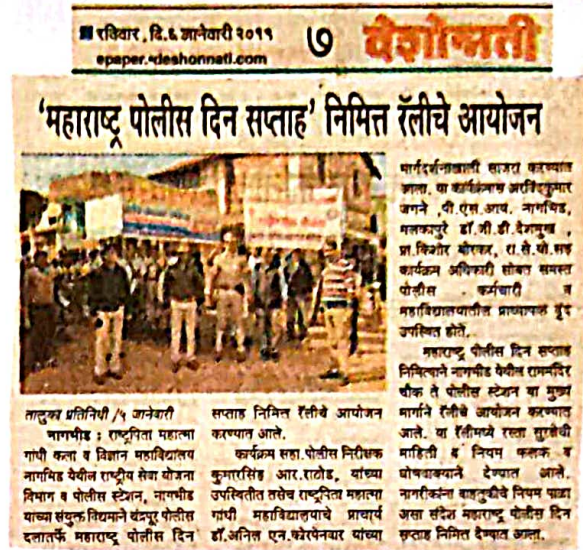 रविवार, दि.६ जानेवारी २०१९
epaper.deshonnati.com
७
देशोन्नती
'महाराष्ट्र पोलीस दिन सप्ताह' निमित्त रॅलीचे आयोजन
तालुका प्रतिनिधी /५ जानेवारी
नागभीड : राष्ट्रपिता महात्मा
गांधी कला व विज्ञान महाविद्यालय
नागभिड येथील राष्ट्रीय सेवा योजना
विभाग व पोलीस स्टेशन, नागभीड
यांच्या संयुक्त विद्यमाने चंद्रपूर पोलीस
दलातर्फे महाराष्ट्र पोलीस दिन
सप्ताह निमित्त रॅलीचे आयोजन
करण्यात आले.
कार्यक्रम सहा.पोलीस निरीक्षक
कुमारसिंह आर.राठोड, यांच्या
उपस्थितीत तसेच राष्ट्रपिता महात्मा
गांधी महाविद्यालयाचे प्राचार्य
डॉ.अनिल एन.कोरपेनवार यांच्या
मार्गदर्शनाखाली साजरा करण्यात
आला. या कार्यक्रमास अरविंदकुमार
जगने ,पी.एस.आय. नागभिड,
मलकापुरे डॉ.जी.डी.देशमुख ,
प्रा.किशोर बोरकर, रा.से.यो.सह
कार्यक्रम अधिकारी सोबत समस्त
पोलीस कर्मचारी व
महाविद्यालयातील प्राध्यापक वृंद
उपस्थित होते.
महाराष्ट्र पोलीस दिन सप्ताह
निमित्याने नागभीड येथील राममंदिर
चौक ते पोलीस स्टेशन या मुख्य
मार्गाने रॅलीचे आयोजन करण्यात
आले. या रॅलीमध्ये रस्ता सुरक्षेची
माहिती व नियम फलक व
घोषवाक्याने देण्यात आले.
नागरीकांना वाहतुकीचे नियम पाळा
असा संदेश महाराष्ट्र पोलीस दिन
सप्ताह निमित्त देण्यात आला.